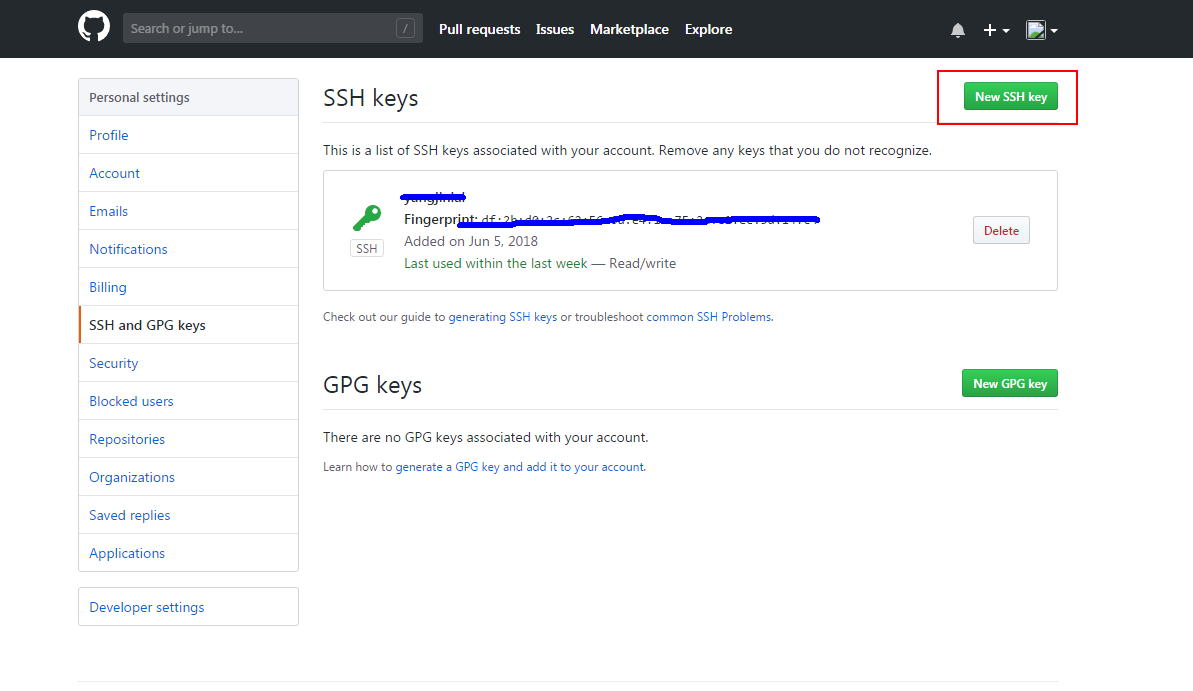 Search or jump to...
/
Pull requests
Issues
Marketplace
Explore
Personal settings
Profile
Account
Emails
Notifications
Billing
SSH and GPG keys
Security
Blocked users
Repositories
Organizations
Saved replies
Applications
Developer settings
SSH keys
New SSH key
This is a list of SSH keys associated with your account. Remove any keys that you do not recognize.
SSH
Fingerprint:
Added on Jun 5, 2018
Last used within the last week — Read/write
Delete
Check out our guide to generating SSH keys or troubleshoot common SSH Problems.
GPG keys
New GPG key
There are no GPG keys associated with your account.
Learn how to generate a GPG key and add it to your account.